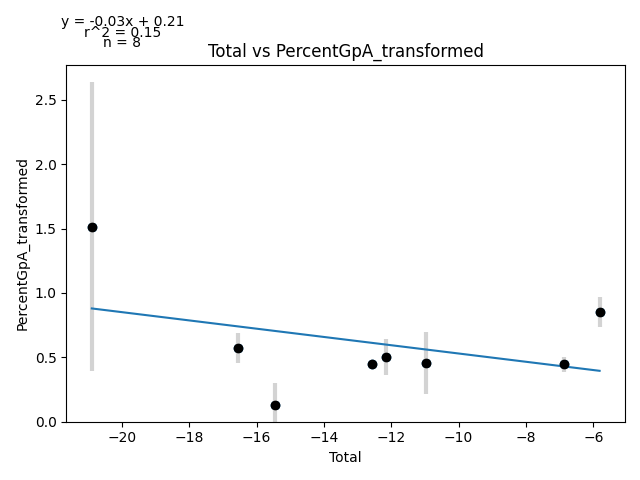 y = -0.03x + 0.21
r^2 = 0.15
n = 8
Total vs PercentGpA_transformed
PercentGpA_transformed
2.5
2.0
1.5
1.0
0.5
0.0
−20
−18
−16
−14
−12
−10
−8
−6
Total